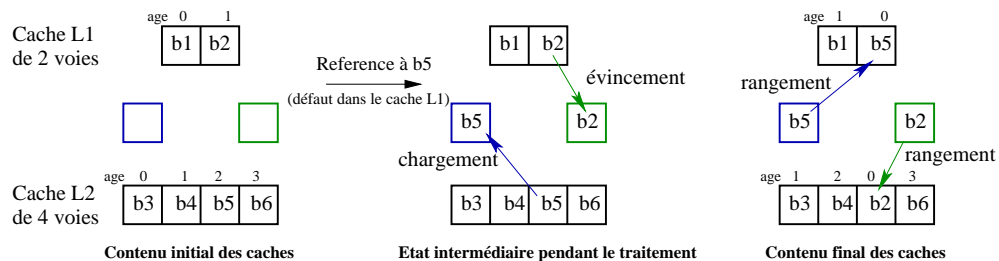 age 0 1
Cache L1
de 2 voies
b1 b2
Reference à b5
(défaut dans le cache L1)
b1 b2
évincement
age 1 0
b1 b5
rangement
b5
chargement
b2
b5
b2
rangement
Cache L2
de 4 voies
age 0 1 2 3
b3 b4 b5 b6
b3 b4 b5 b6
age 1 2 0 3
b3 b4 b2 b6
Contenu initial des caches
Etat intermédiaire pendant le traitement
Contenu final des caches